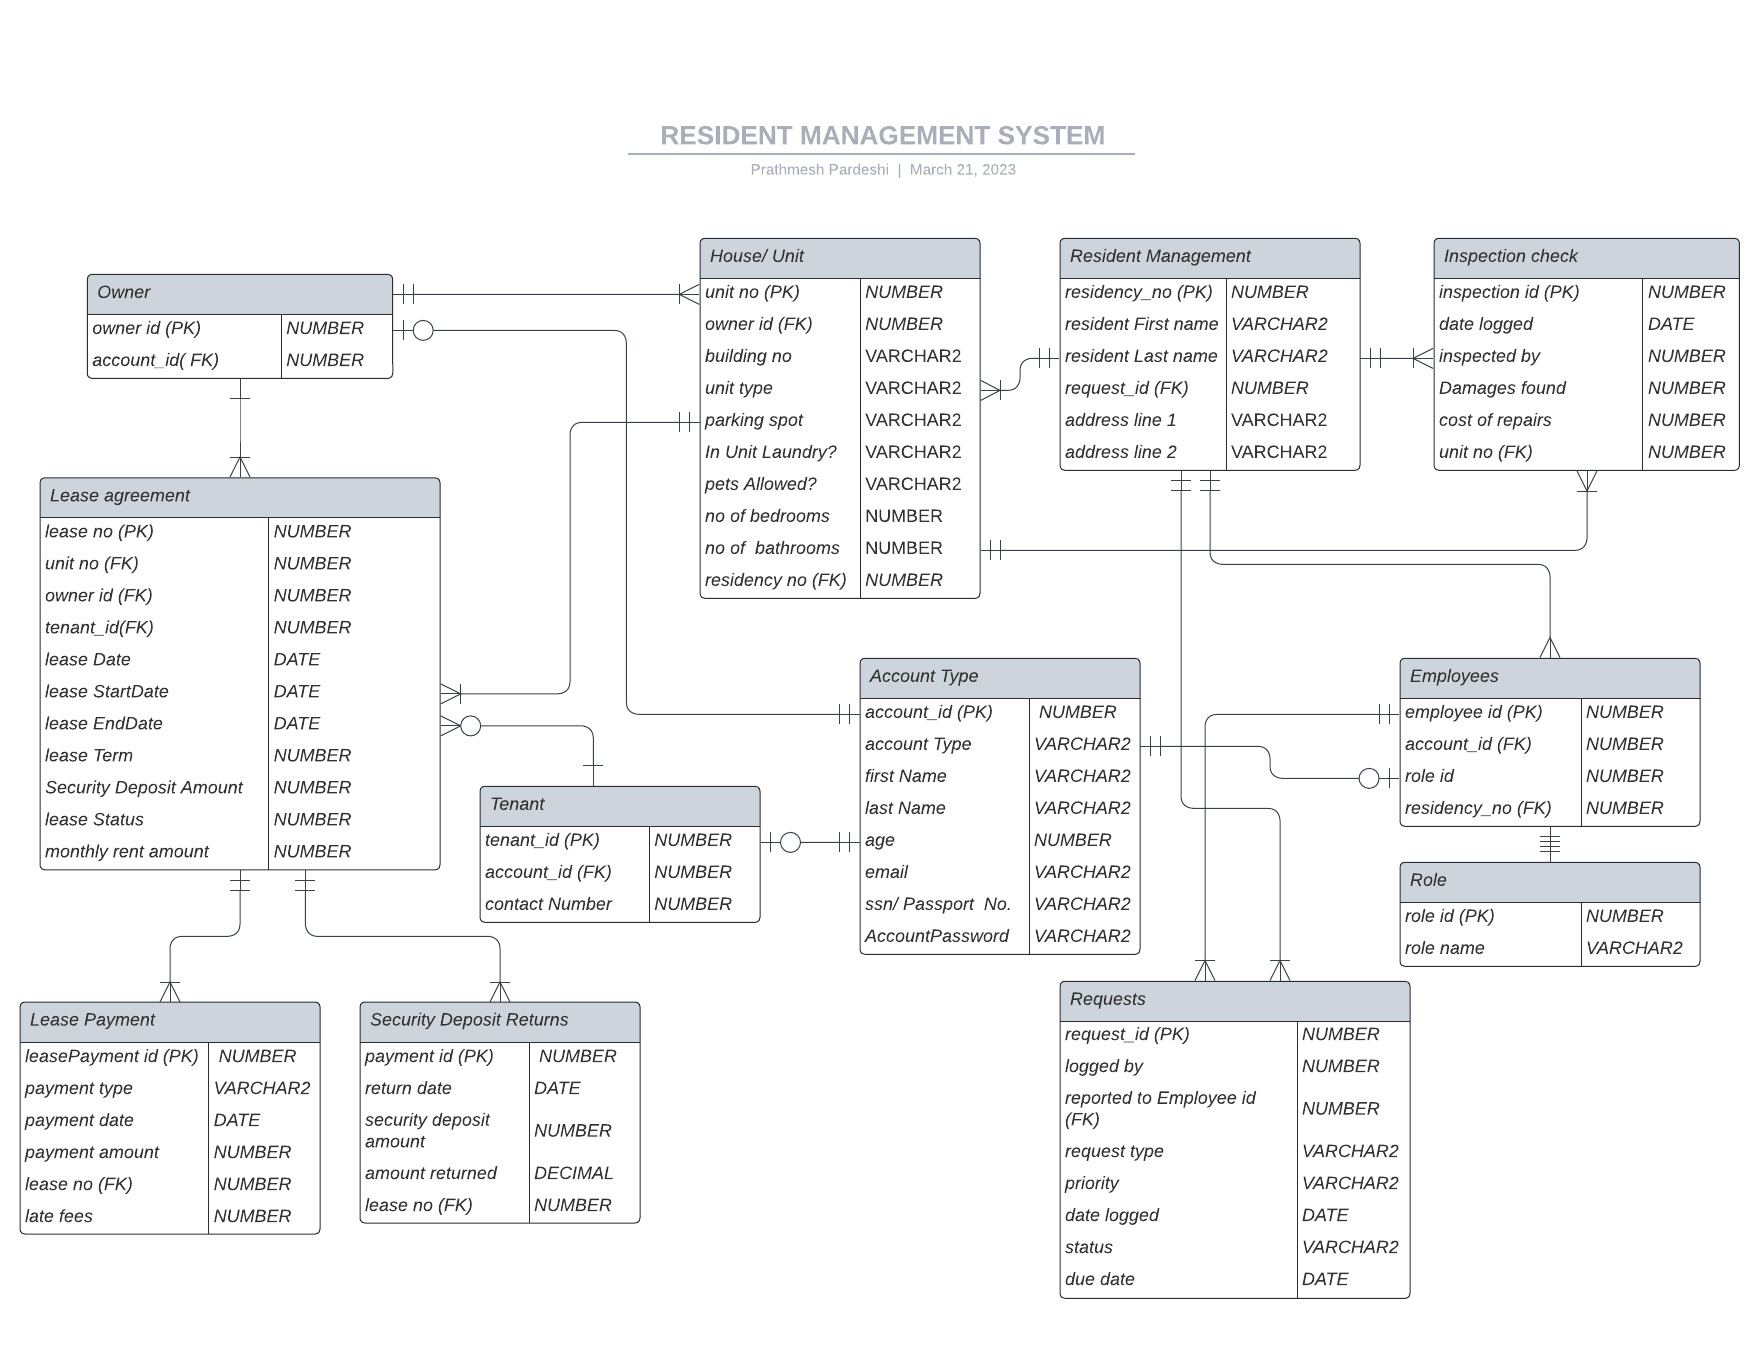 RESIDENT MANAGEMENT SYSTEM
Prathmesh Pardeshi | March 21, 2023
Owner
owner id (PK) NUMBER
account_id( FK) NUMBER
House/ Unit
unit no (PK) NUMBER
owner id (FK) NUMBER
building no VARCHAR2
unit type VARCHAR2
parking spot VARCHAR2
In Unit Laundry? VARCHAR2
pets Allowed? VARCHAR2
no of bedrooms NUMBER
no of  bathrooms NUMBER
residency no (FK) NUMBER
Resident Management
residency_no (PK) NUMBER
resident First name VARCHAR2
resident Last name VARCHAR2
request_id (FK) NUMBER
address line 1 VARCHAR2
address line 2 VARCHAR2
Inspection check
inspection id (PK) NUMBER
date logged DATE
inspected by NUMBER
Damages found NUMBER
cost of repairs NUMBER
unit no (FK) NUMBER
Lease agreement
lease no (PK) NUMBER
unit no (FK) NUMBER
owner id (FK) NUMBER
tenant_id(FK) NUMBER
lease Date DATE
lease StartDate DATE
lease EndDate DATE
lease Term NUMBER
Security Deposit Amount NUMBER
lease Status NUMBER
monthly rent amount NUMBER
Tenant
tenant_id (PK) NUMBER
account_id (FK) NUMBER
contact Number NUMBER
Account Type
account_id (PK) NUMBER
account Type VARCHAR2
first Name VARCHAR2
last Name VARCHAR2
age NUMBER
email VARCHAR2
ssn/ Passport  No. VARCHAR2
AccountPassword VARCHAR2
Employees
employee id (PK) NUMBER
account_id (FK) NUMBER
role id NUMBER
residency_no (FK) NUMBER
Role
role id (PK) NUMBER
role name VARCHAR2
Lease Payment
leasePayment id (PK) NUMBER
payment type VARCHAR2
payment date DATE
payment amount NUMBER
lease no (FK) NUMBER
late fees NUMBER
Security Deposit Returns
payment id (PK) NUMBER
return date DATE
security deposit
amount NUMBER
amount returned DECIMAL
lease no (FK) NUMBER
Requests
request_id (PK) NUMBER
logged by NUMBER
reported to Employee id
(FK) NUMBER
request type VARCHAR2
priority VARCHAR2
date logged DATE
status VARCHAR2
due date DATE